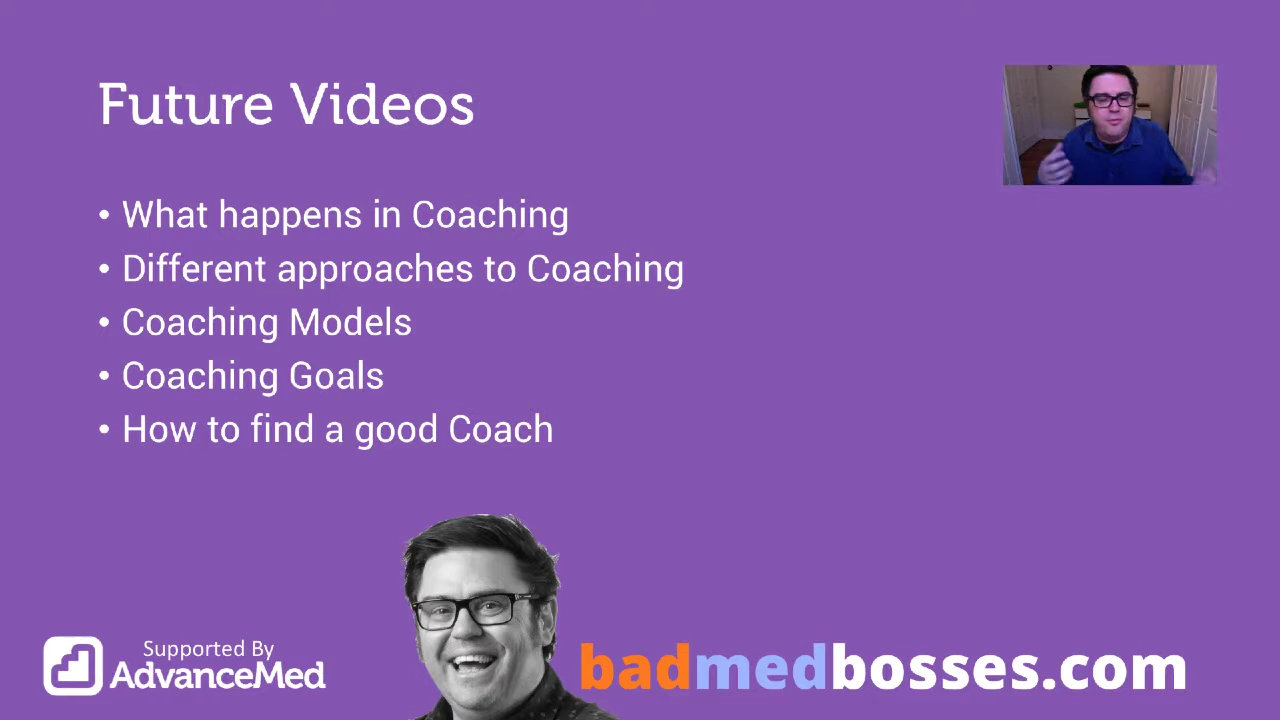 Future Videos
• What happens in Coaching
• Different approaches to Coaching
• Coaching Models
• Coaching Goals
• How to find a good Coach
Supported By
AdvanceMed
badmedbosses.com